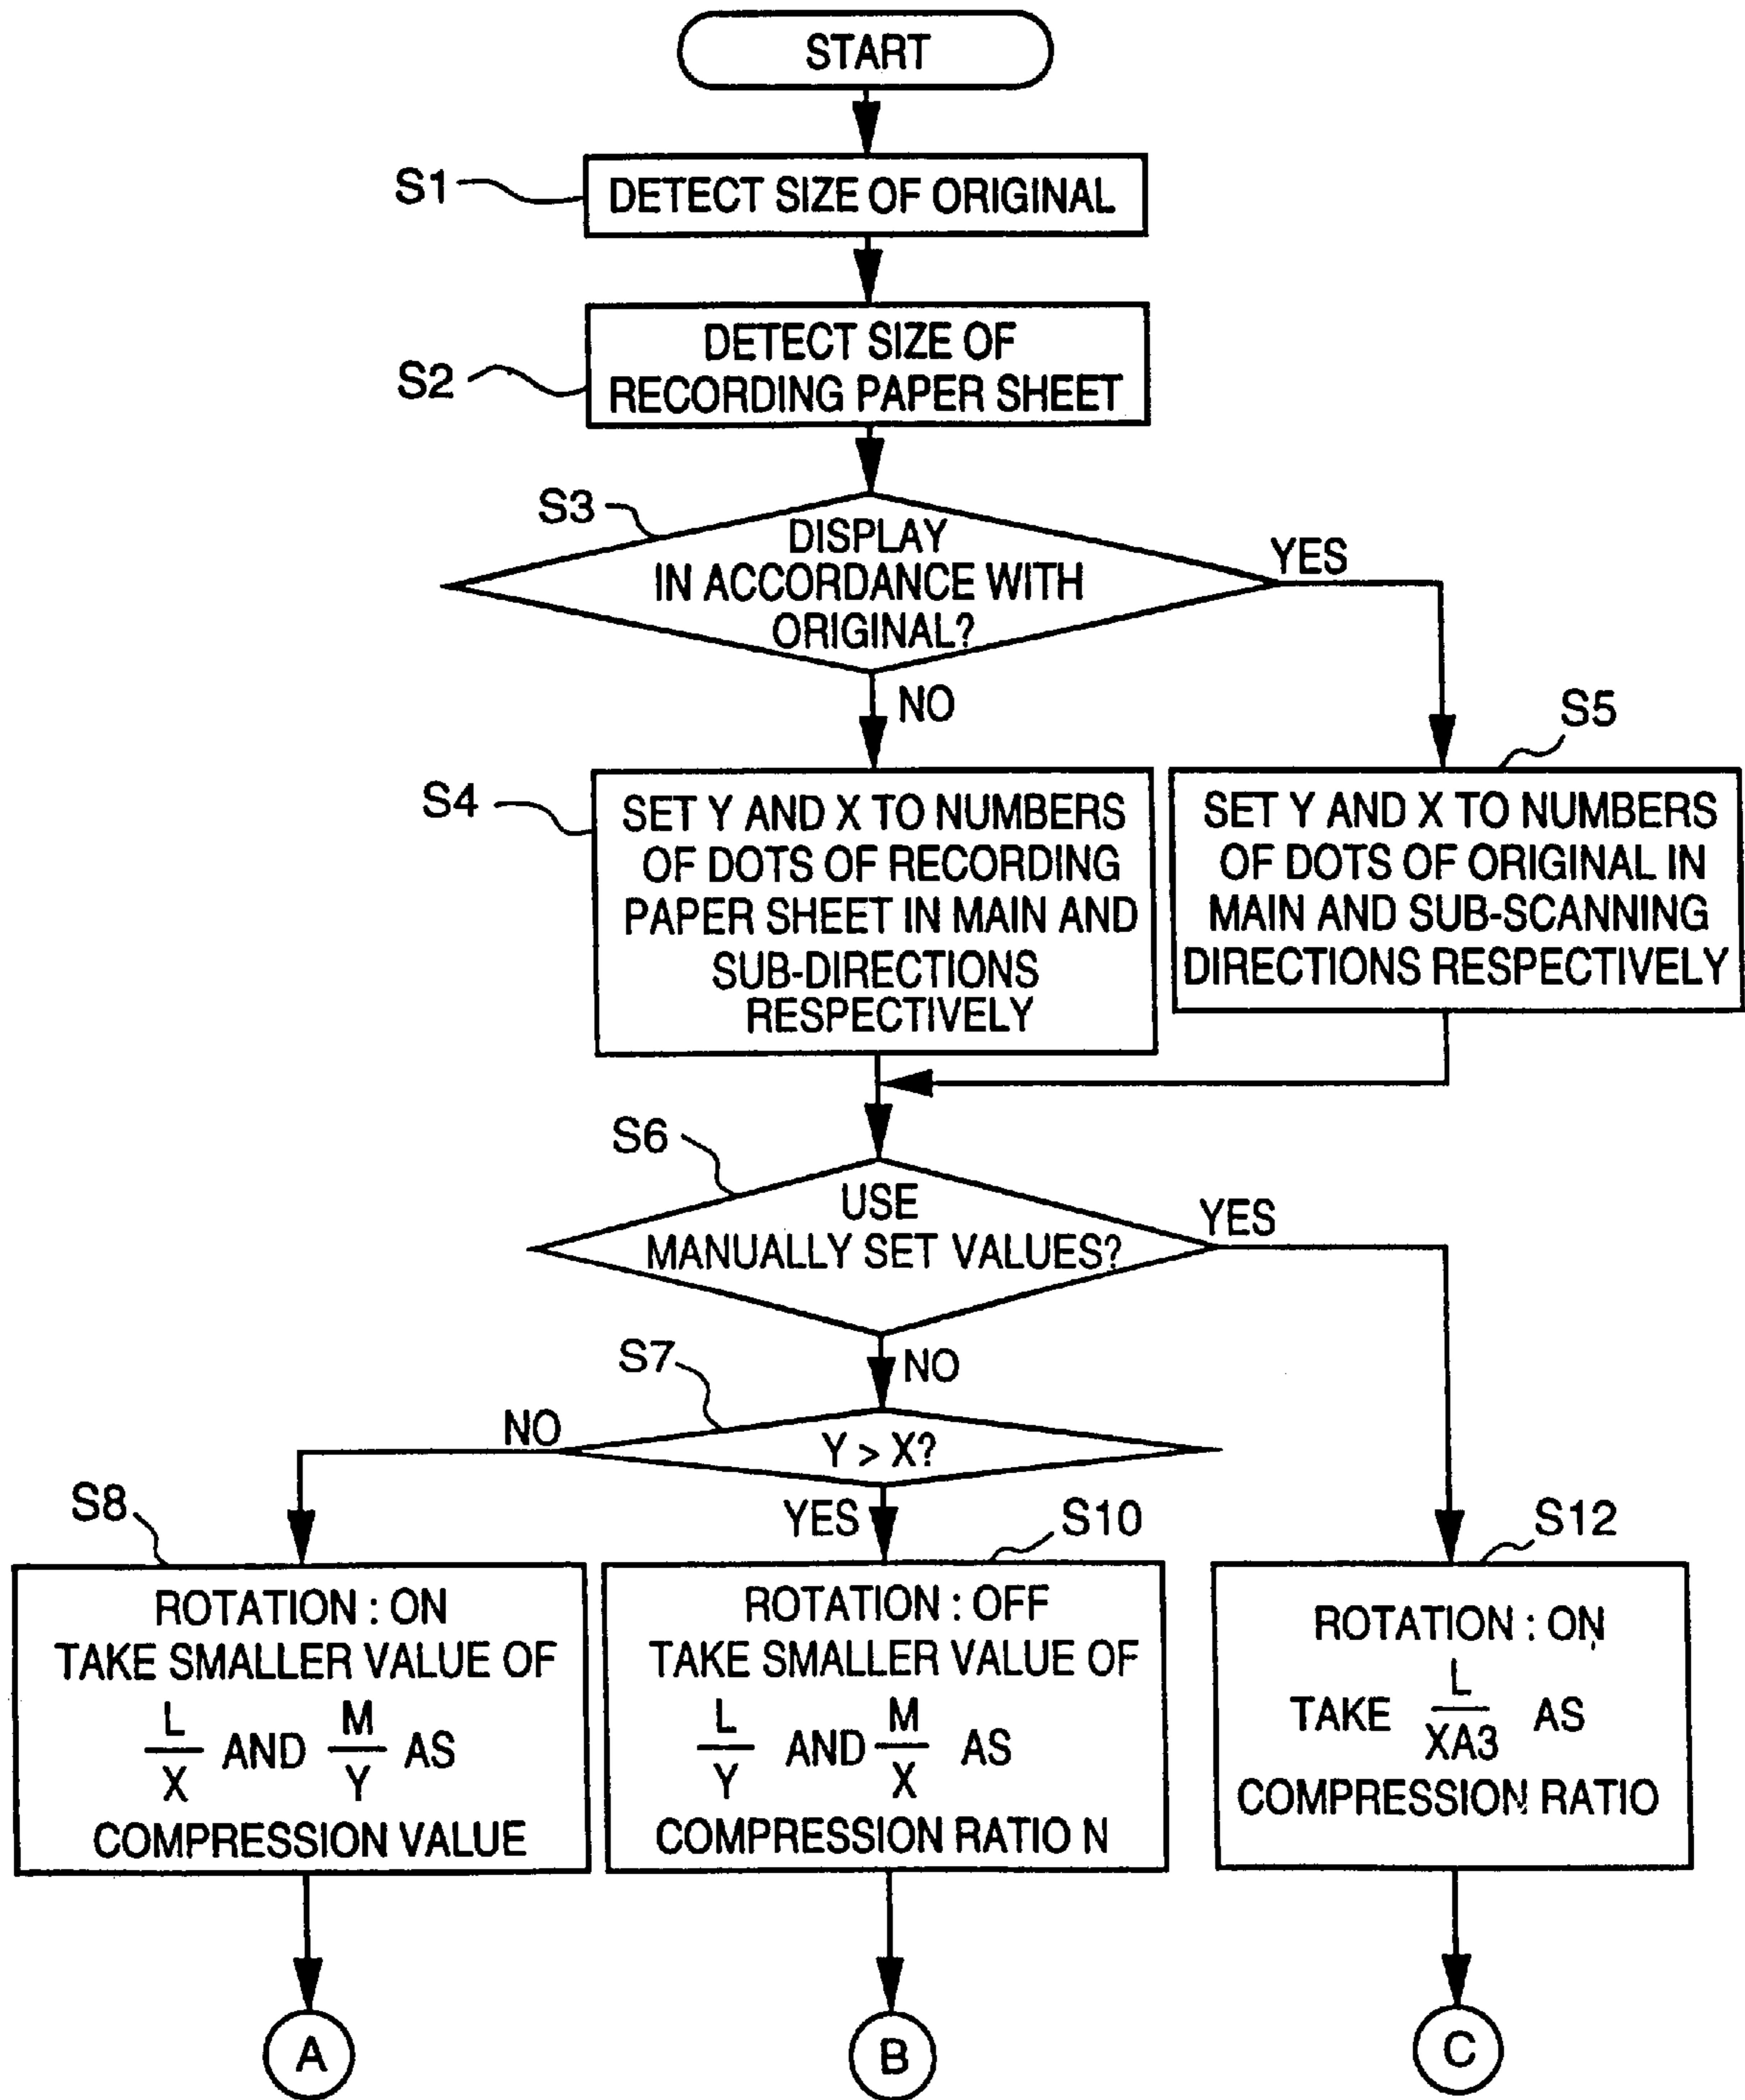 START
S1
DETECT SIZE OF ORIGINAL
S2
DETECT SIZE OF
RECORDING PAPER SHEET
S3
DISPLAY
IN ACCORDANCE WITH
ORIGINAL?
YES
NO
S4
SET Y AND X TO NUMBERS
OF DOTS OF RECORDING
PAPER SHEET IN MAIN AND
SUB-DIRECTIONS
RESPECTIVELY
S5
SET Y AND X TO NUMBERS
OF DOTS OF ORIGINAL IN
MAIN AND SUB-SCANNING
DIRECTIONS RESPECTIVELY
S6
USE
MANUALLY SET VALUES?
YES
NO
S7
Y > X?
NO
YES
S8
ROTATION : ON
TAKE SMALLER VALUE OF
L/X AND M/Y AS
COMPRESSION VALUE
S10
ROTATION : OFF
TAKE SMALLER VALUE OF
L/Y AND M/X AS
COMPRESSION RATIO N
S12
ROTATION : ON
TAKE L/XA3 AS
COMPRESSION RATIO
A
B
C